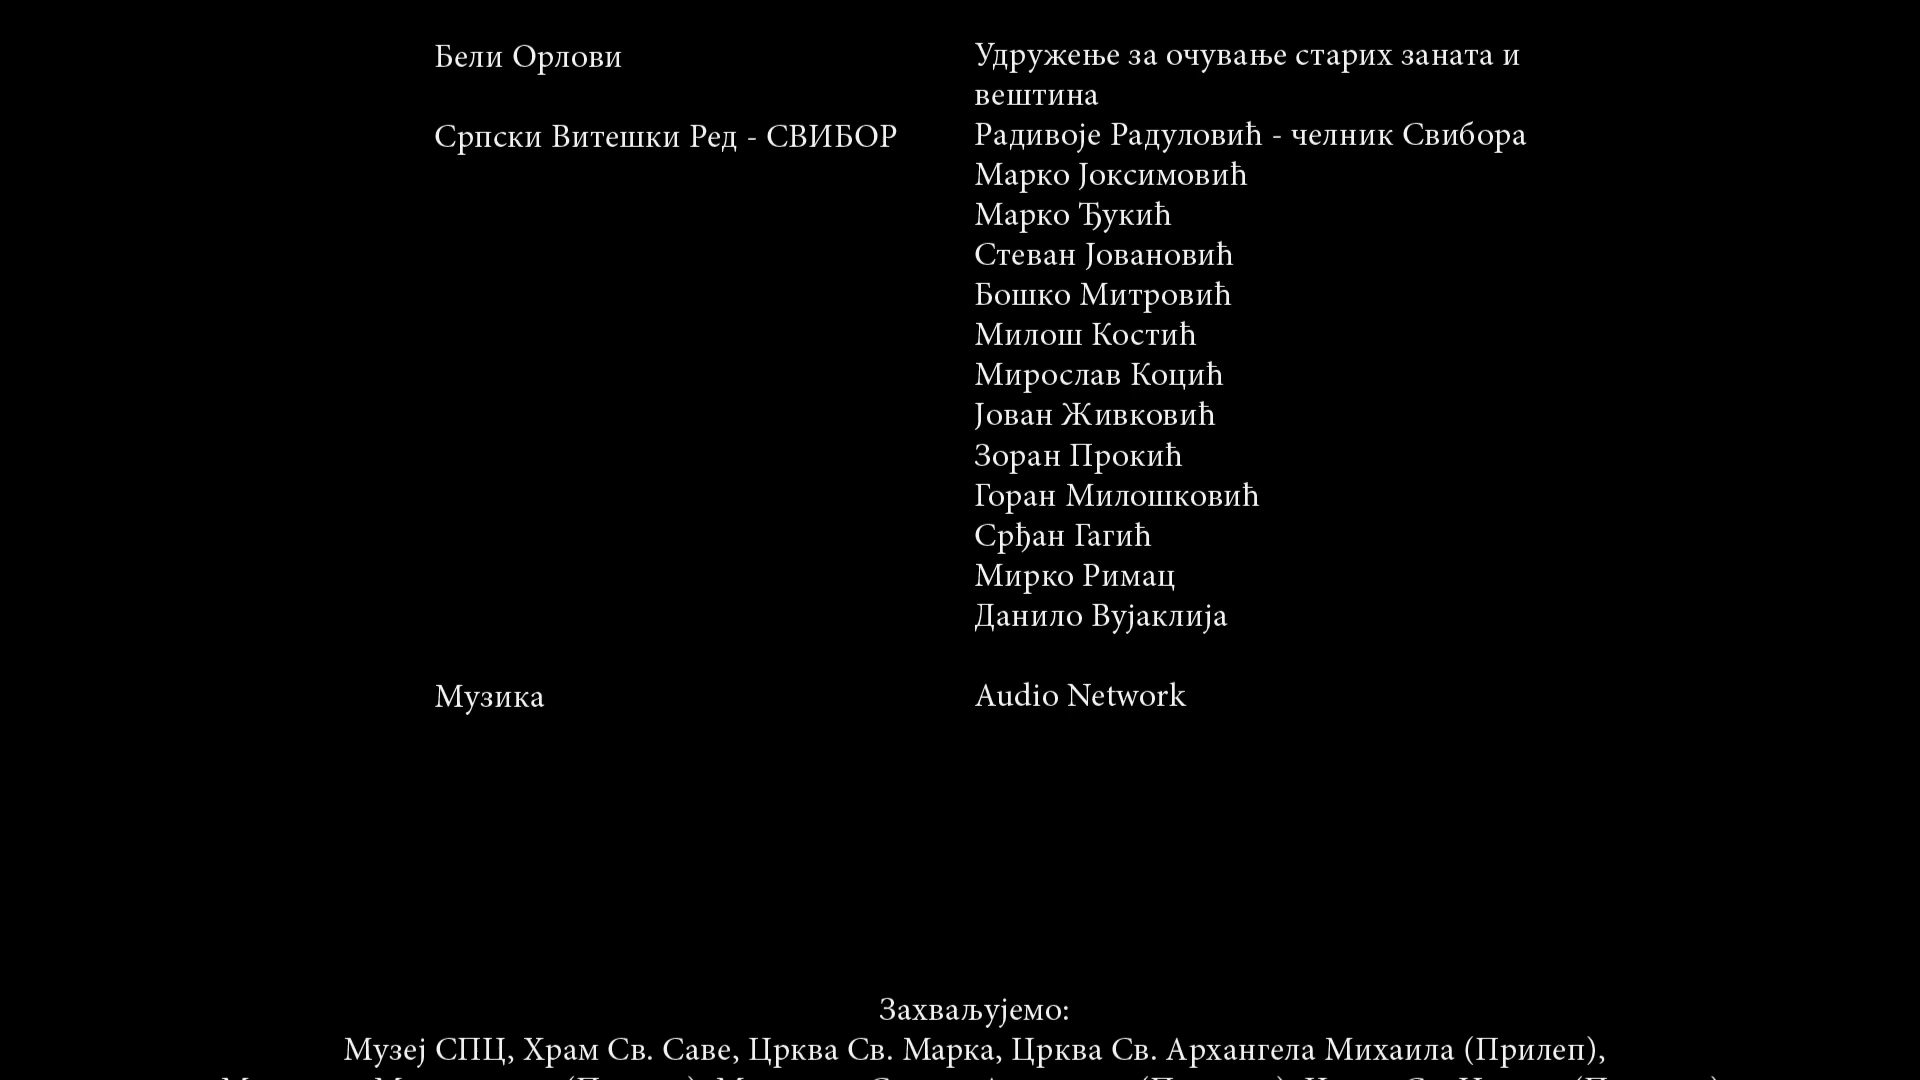 Бели Орлови
Удружење за очување старих заната и
вештина
Српски Витешки Ред - СВИБОР
Радивоје Радуловић - челник Свибора
Марко Јоксимовић
Марко Ђукић
Стеван Јовановић
Бошко Митровић
Милош Костић
Мирослав Коцић
Јован Живковић
Зоран Прокић
Горан Милошковић
Срђан Гагић
Мирко Римац
Данило Вујаклија
Музика
Audio Network
Захваљујемо:
Музеј СПЦ, Храм Св. Саве, Црква Св. Марка, Црква Св. Архангела Михаила (Прилеп),